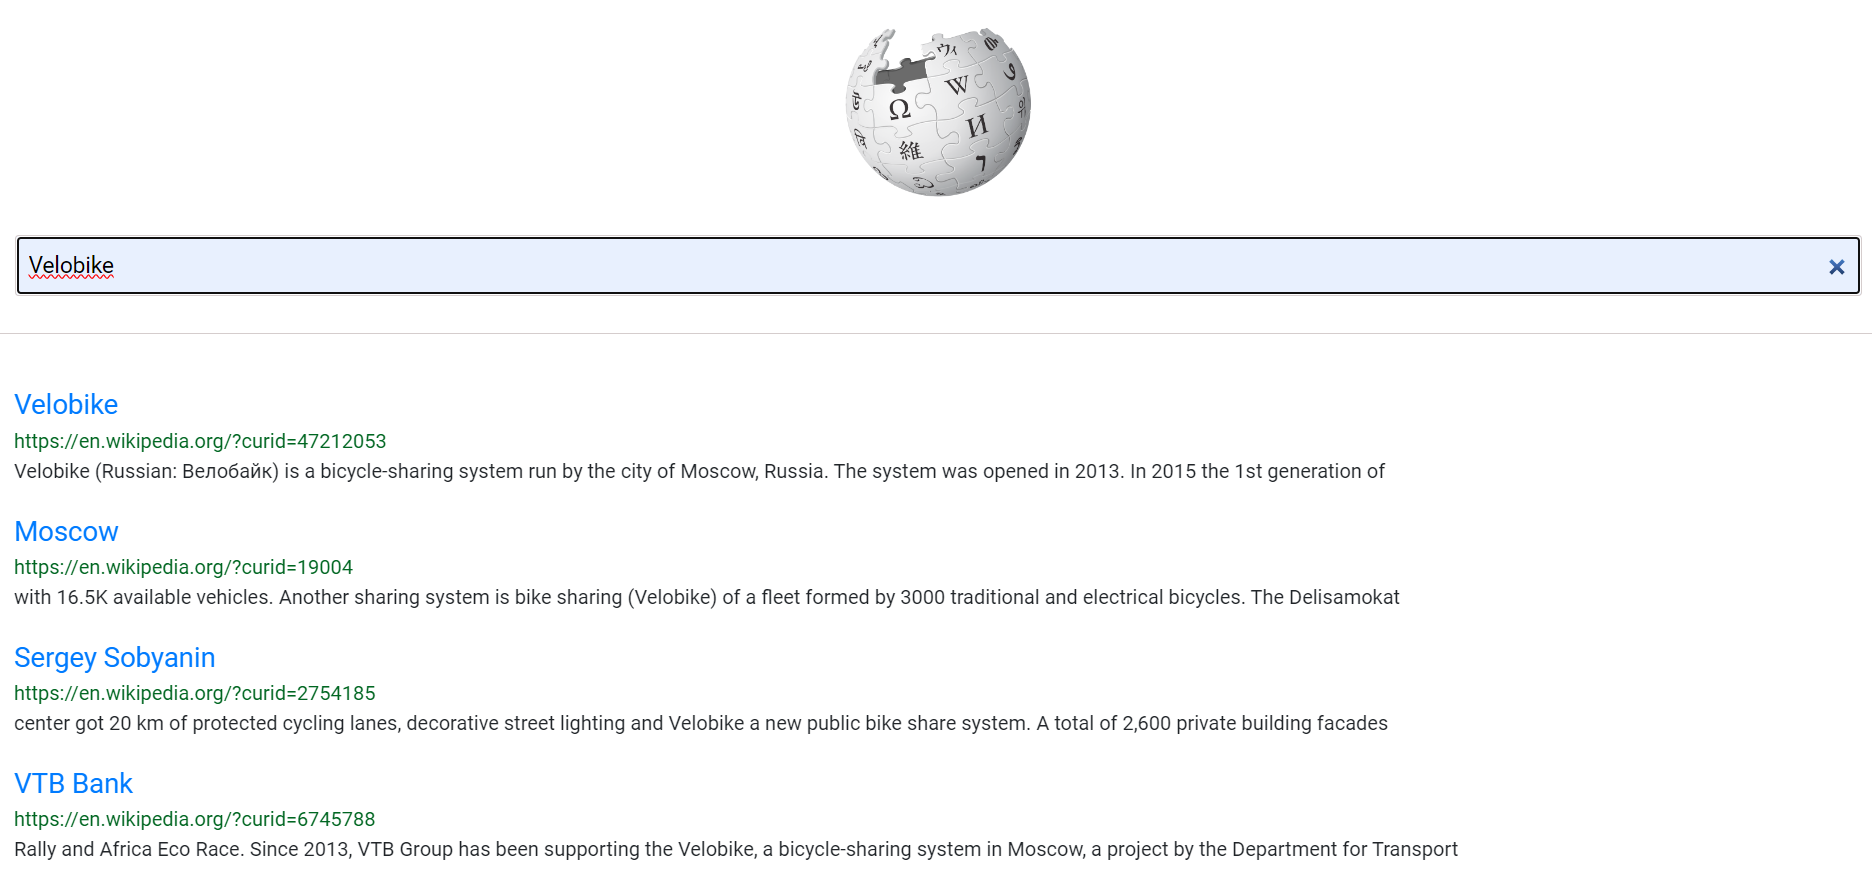 Ω W И 維 ウィ
Velobike
Velobike
https://en.wikipedia.org/?curid=47212053
Velobike (Russian: Велобайк) is a bicycle-sharing system run by the city of Moscow, Russia. The system was opened in 2013. In 2015 the 1st generation of
Moscow
https://en.wikipedia.org/?curid=19004
with 16.5K available vehicles. Another sharing system is bike sharing (Velobike) of a fleet formed by 3000 traditional and electrical bicycles. The Delisamokat
Sergey Sobyanin
https://en.wikipedia.org/?curid=2754185
center got 20 km of protected cycling lanes, decorative street lighting and Velobike a new public bike share system. A total of 2,600 private building facades
VTB Bank
https://en.wikipedia.org/?curid=6745788
Rally and Africa Eco Race. Since 2013, VTB Group has been supporting the Velobike, a bicycle-sharing system in Moscow, a project by the Department for Transport